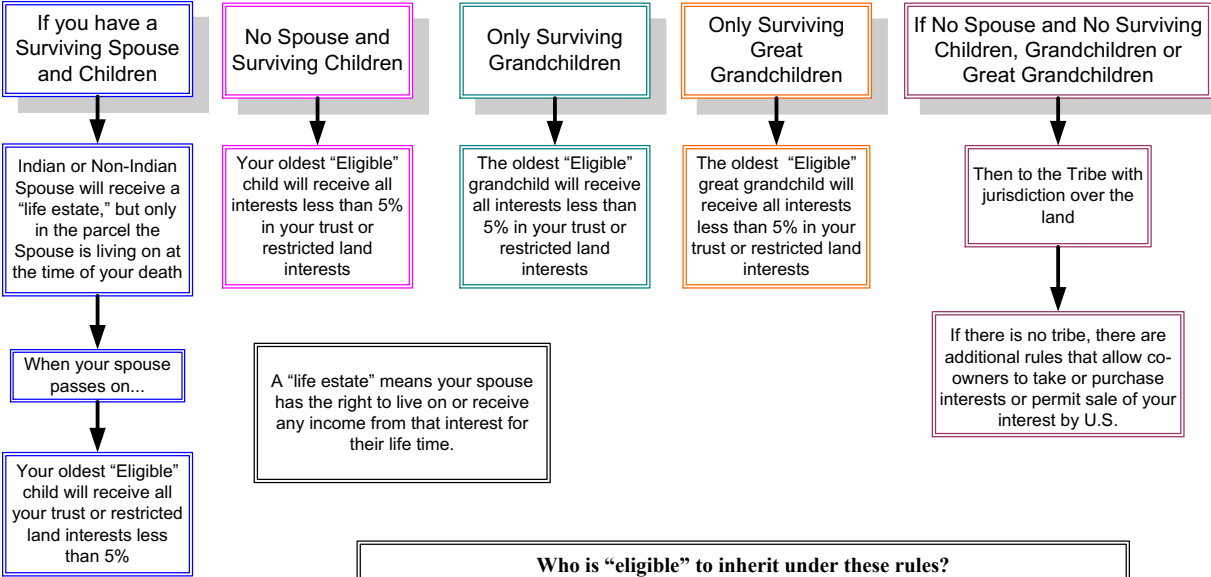 If you have a
Surviving Spouse
and Children
No Spouse and
Surviving Children
Only Surviving
Grandchildren
Only Surviving
Great
Grandchildren
If No Spouse and No Surviving
Children, Grandchildren or
Great Grandchildren
Indian or Non-Indian
Spouse will receive a
“life estate,” but only
in the parcel the
Spouse is living on at
the time of your death
Your oldest “Eligible”
child will receive all
interests less than 5%
in your trust or
restricted land
interests
The oldest “Eligible”
grandchild will receive
all interests less than
5% in your trust or
restricted land
interests
The oldest “Eligible”
great grandchild will
receive all interests
less than 5% in your
trust or restricted land
interests
Then to the Tribe with
jurisdiction over the
land
When your spouse
passes on...
A “life estate” means your spouse
has the right to live on or receive
any income from that interest for
their life time.
If there is no tribe, there are
additional rules that allow co-
owners to take or purchase
interests or permit sale of your
interest by U.S.
Your oldest “Eligible”
child will receive all
your trust or restricted
land interests less
than 5%
Who is “eligible” to inherit under these rules?